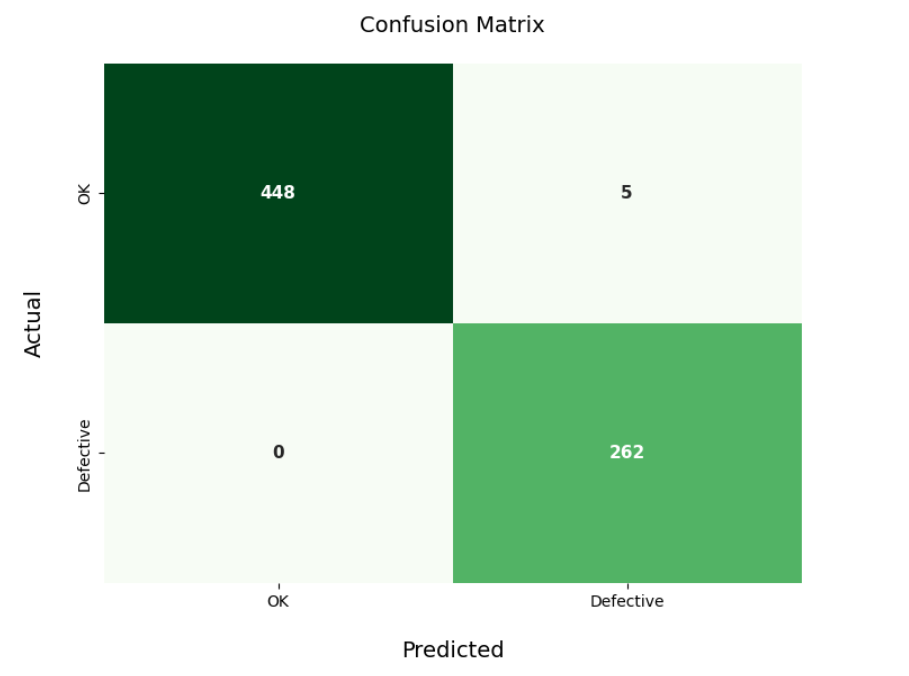 Confusion Matrix
OK
448
5
Actual
Defective
0
262
OK
Defective
Predicted